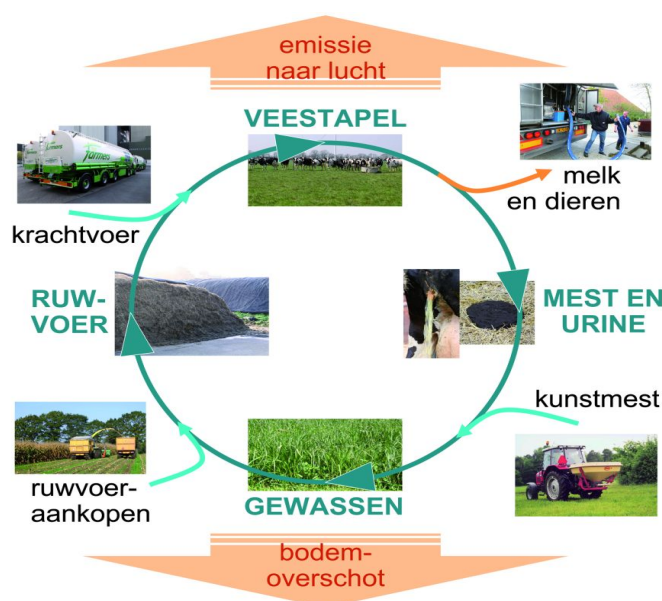 emissie
naar lucht
VEESTAPEL
farmers
melk
en dieren
krachtvoer
RUW-
VOER
MEST EN
URINE
kunstmest
ruwvoer-
aankopen
GEWASSEN
bodem-
overschot